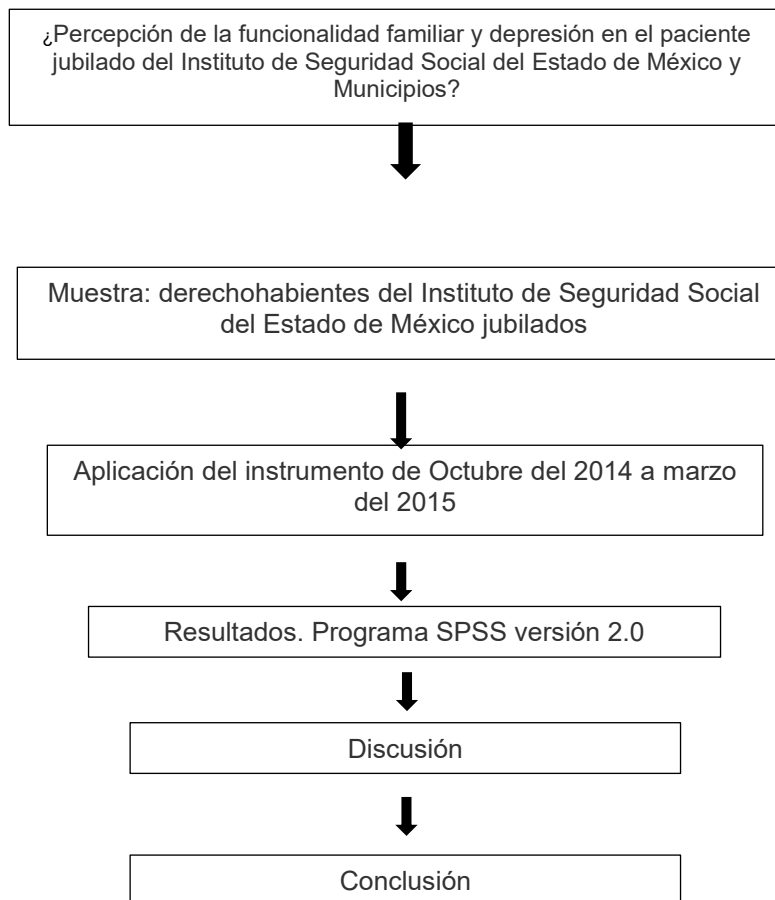 ¿Percepción de la funcionalidad familiar y depresión en el paciente
jubilado del Instituto de Seguridad Social del Estado de México y
Municipios?
Muestra: derechohabientes del Instituto de Seguridad Social
del Estado de México jubilados
Aplicación del instrumento de Octubre del 2014 a marzo
del 2015
Resultados. Programa SPSS versión 2.0
Discusión
Conclusión